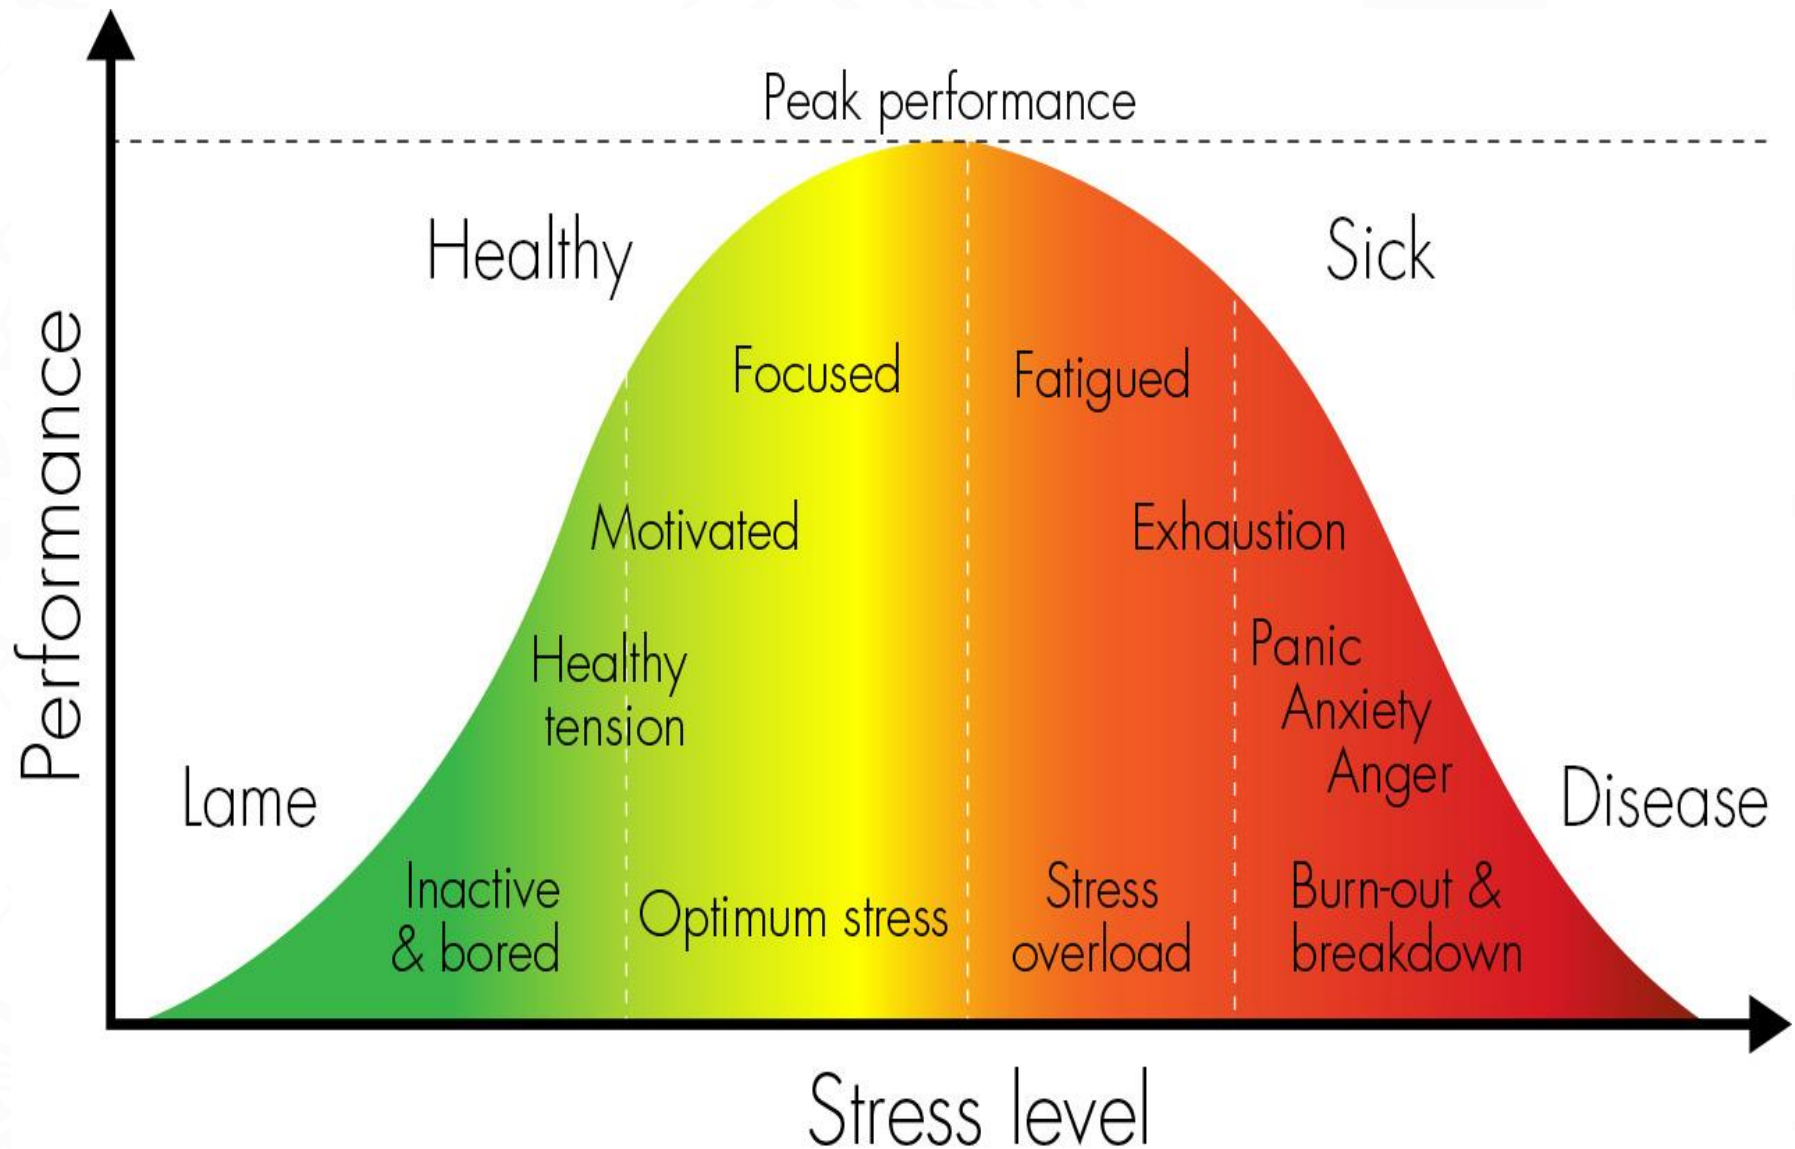 Peak performance
Healthy
Sick
Focused
Fatigued
Motivated
Exhaustion
Healthy
tension
Panic
Anxiety
Anger
Lame
Disease
Inactive
& bored
Optimum stress
Stress
overload
Burn-out &
breakdown
Performance
Stress level